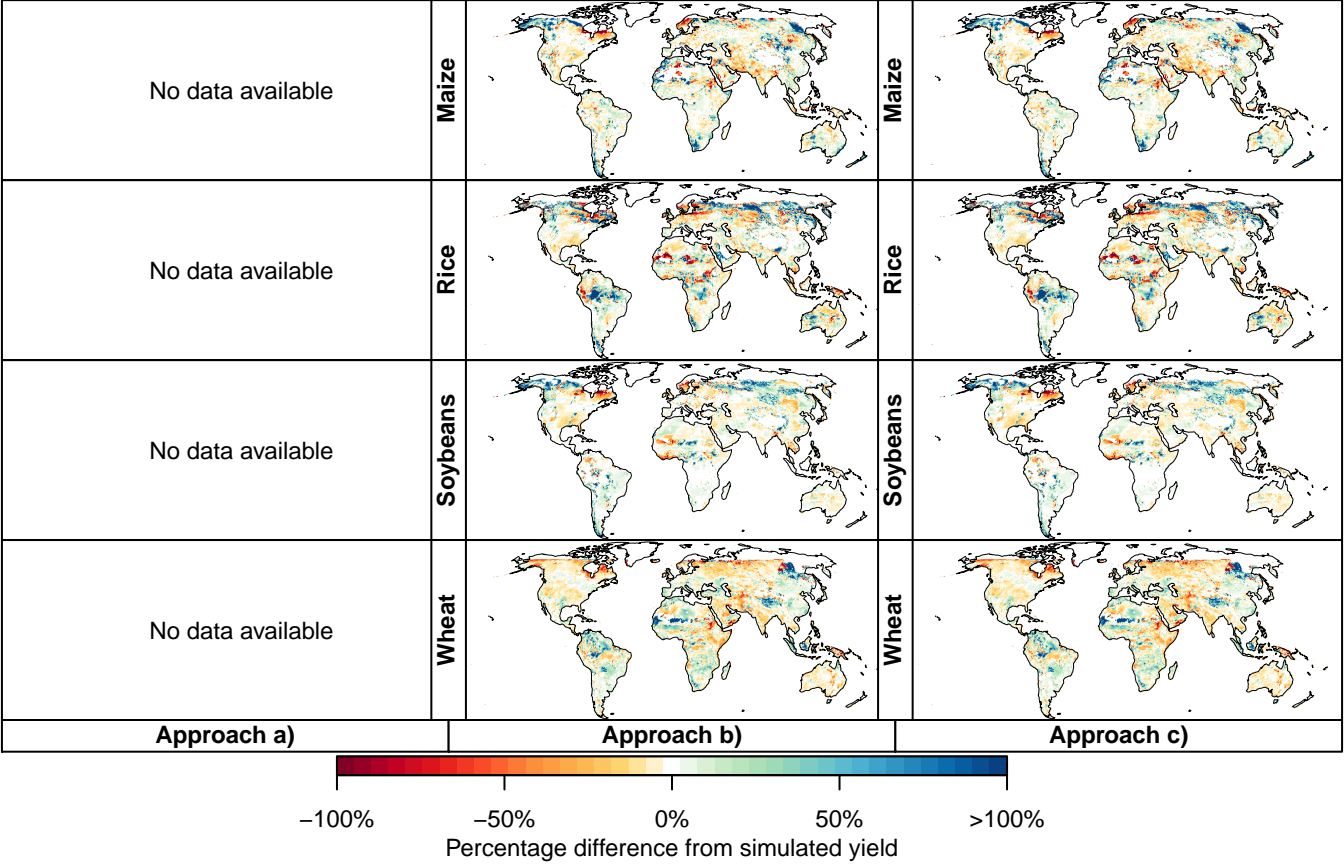 No data available
Maize
Maize
No data available
Rice
Rice
No data available
Soybeans
Soybeans
No data available
Wheat
Wheat
Approach a)
Approach b)
Approach c)
−100%
−50%
0%
50%
>100%
Percentage difference from simulated yield